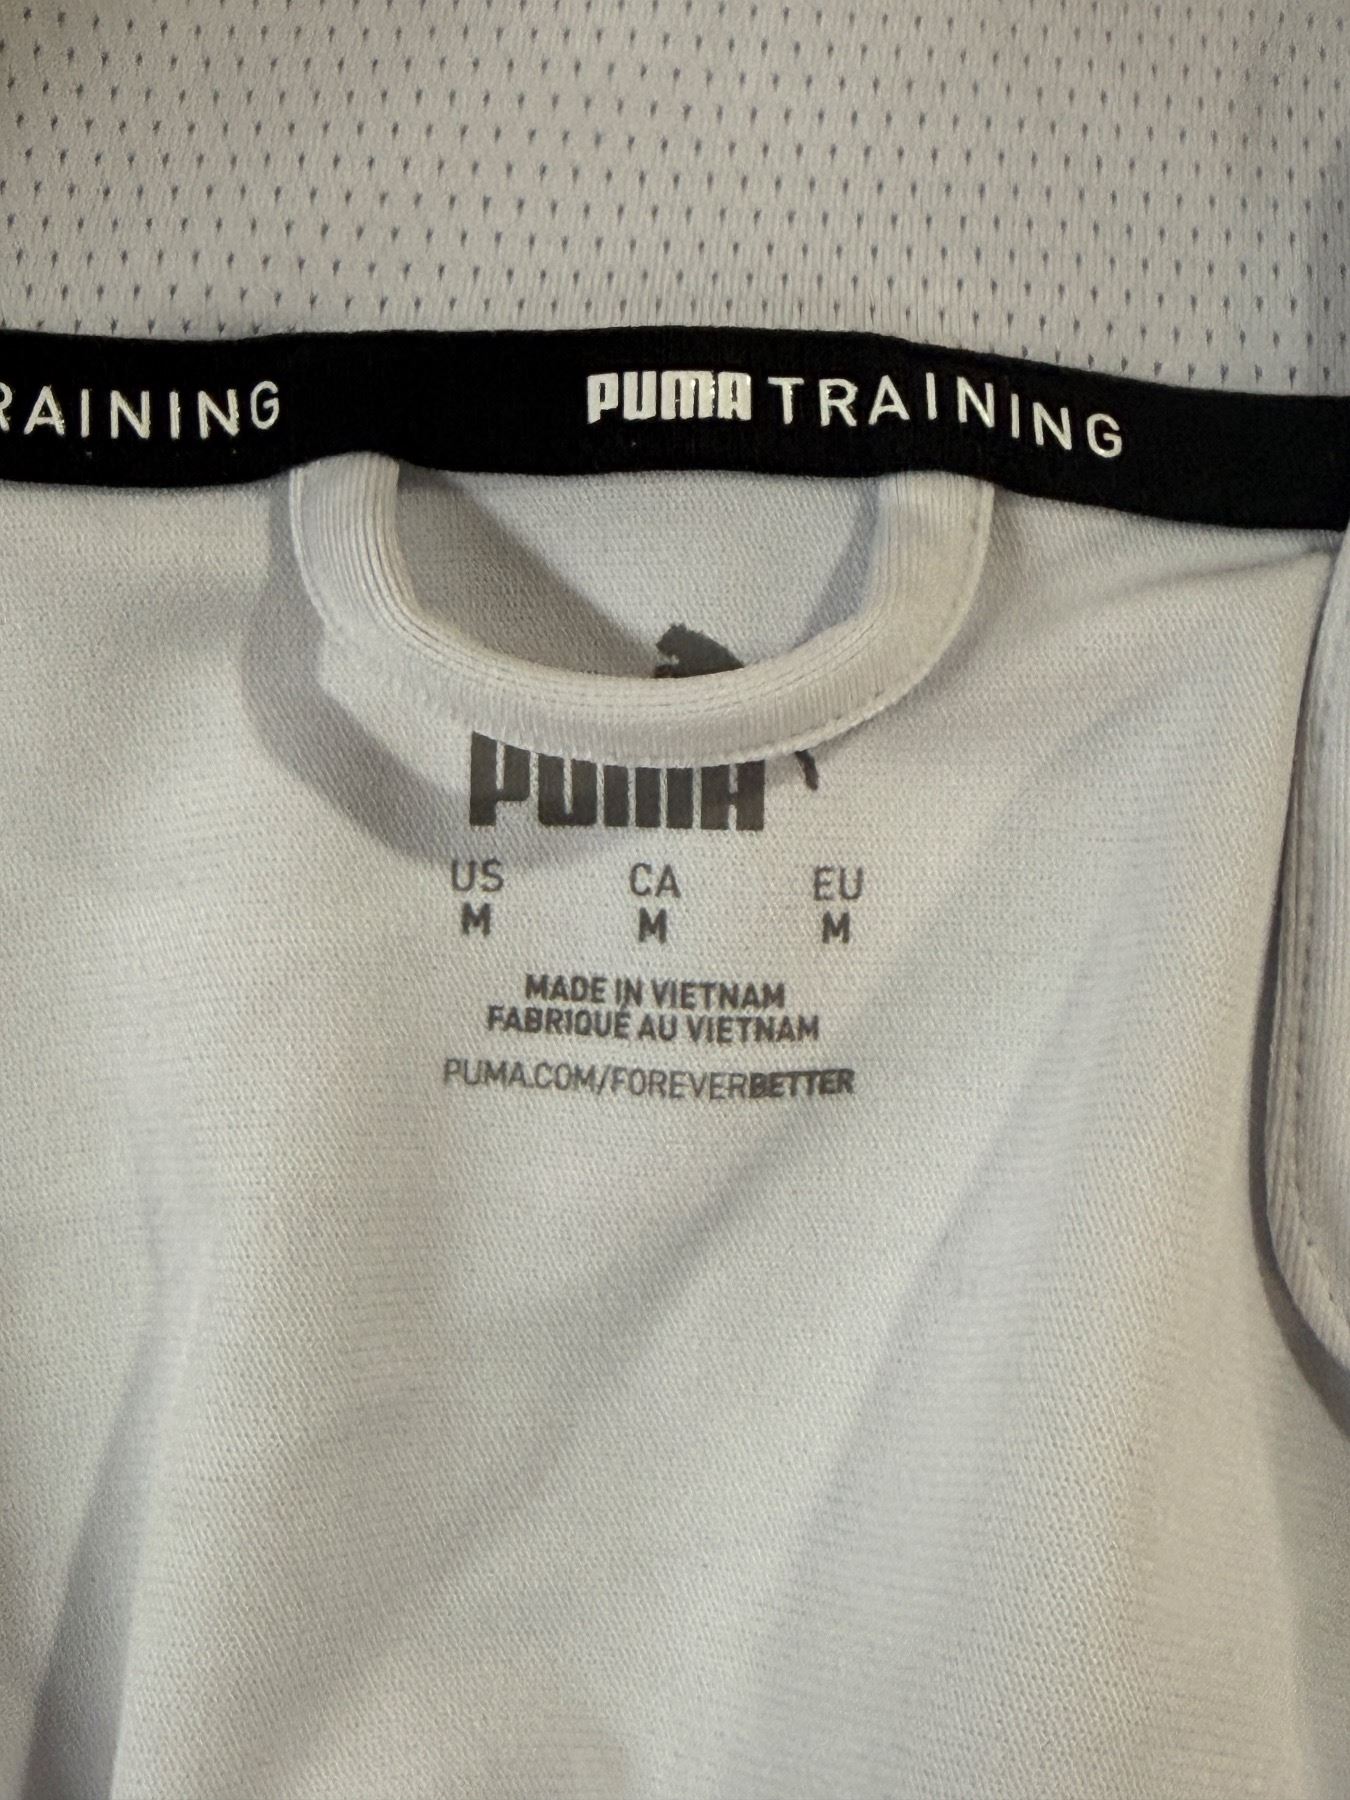 RAINING PUMA TRAINING
PUMA
US CA EU
M M M
MADE IN VIETNAM
FABRIQUÉ AU VIETNAM
PUMA.COM/FOREVERBETTER